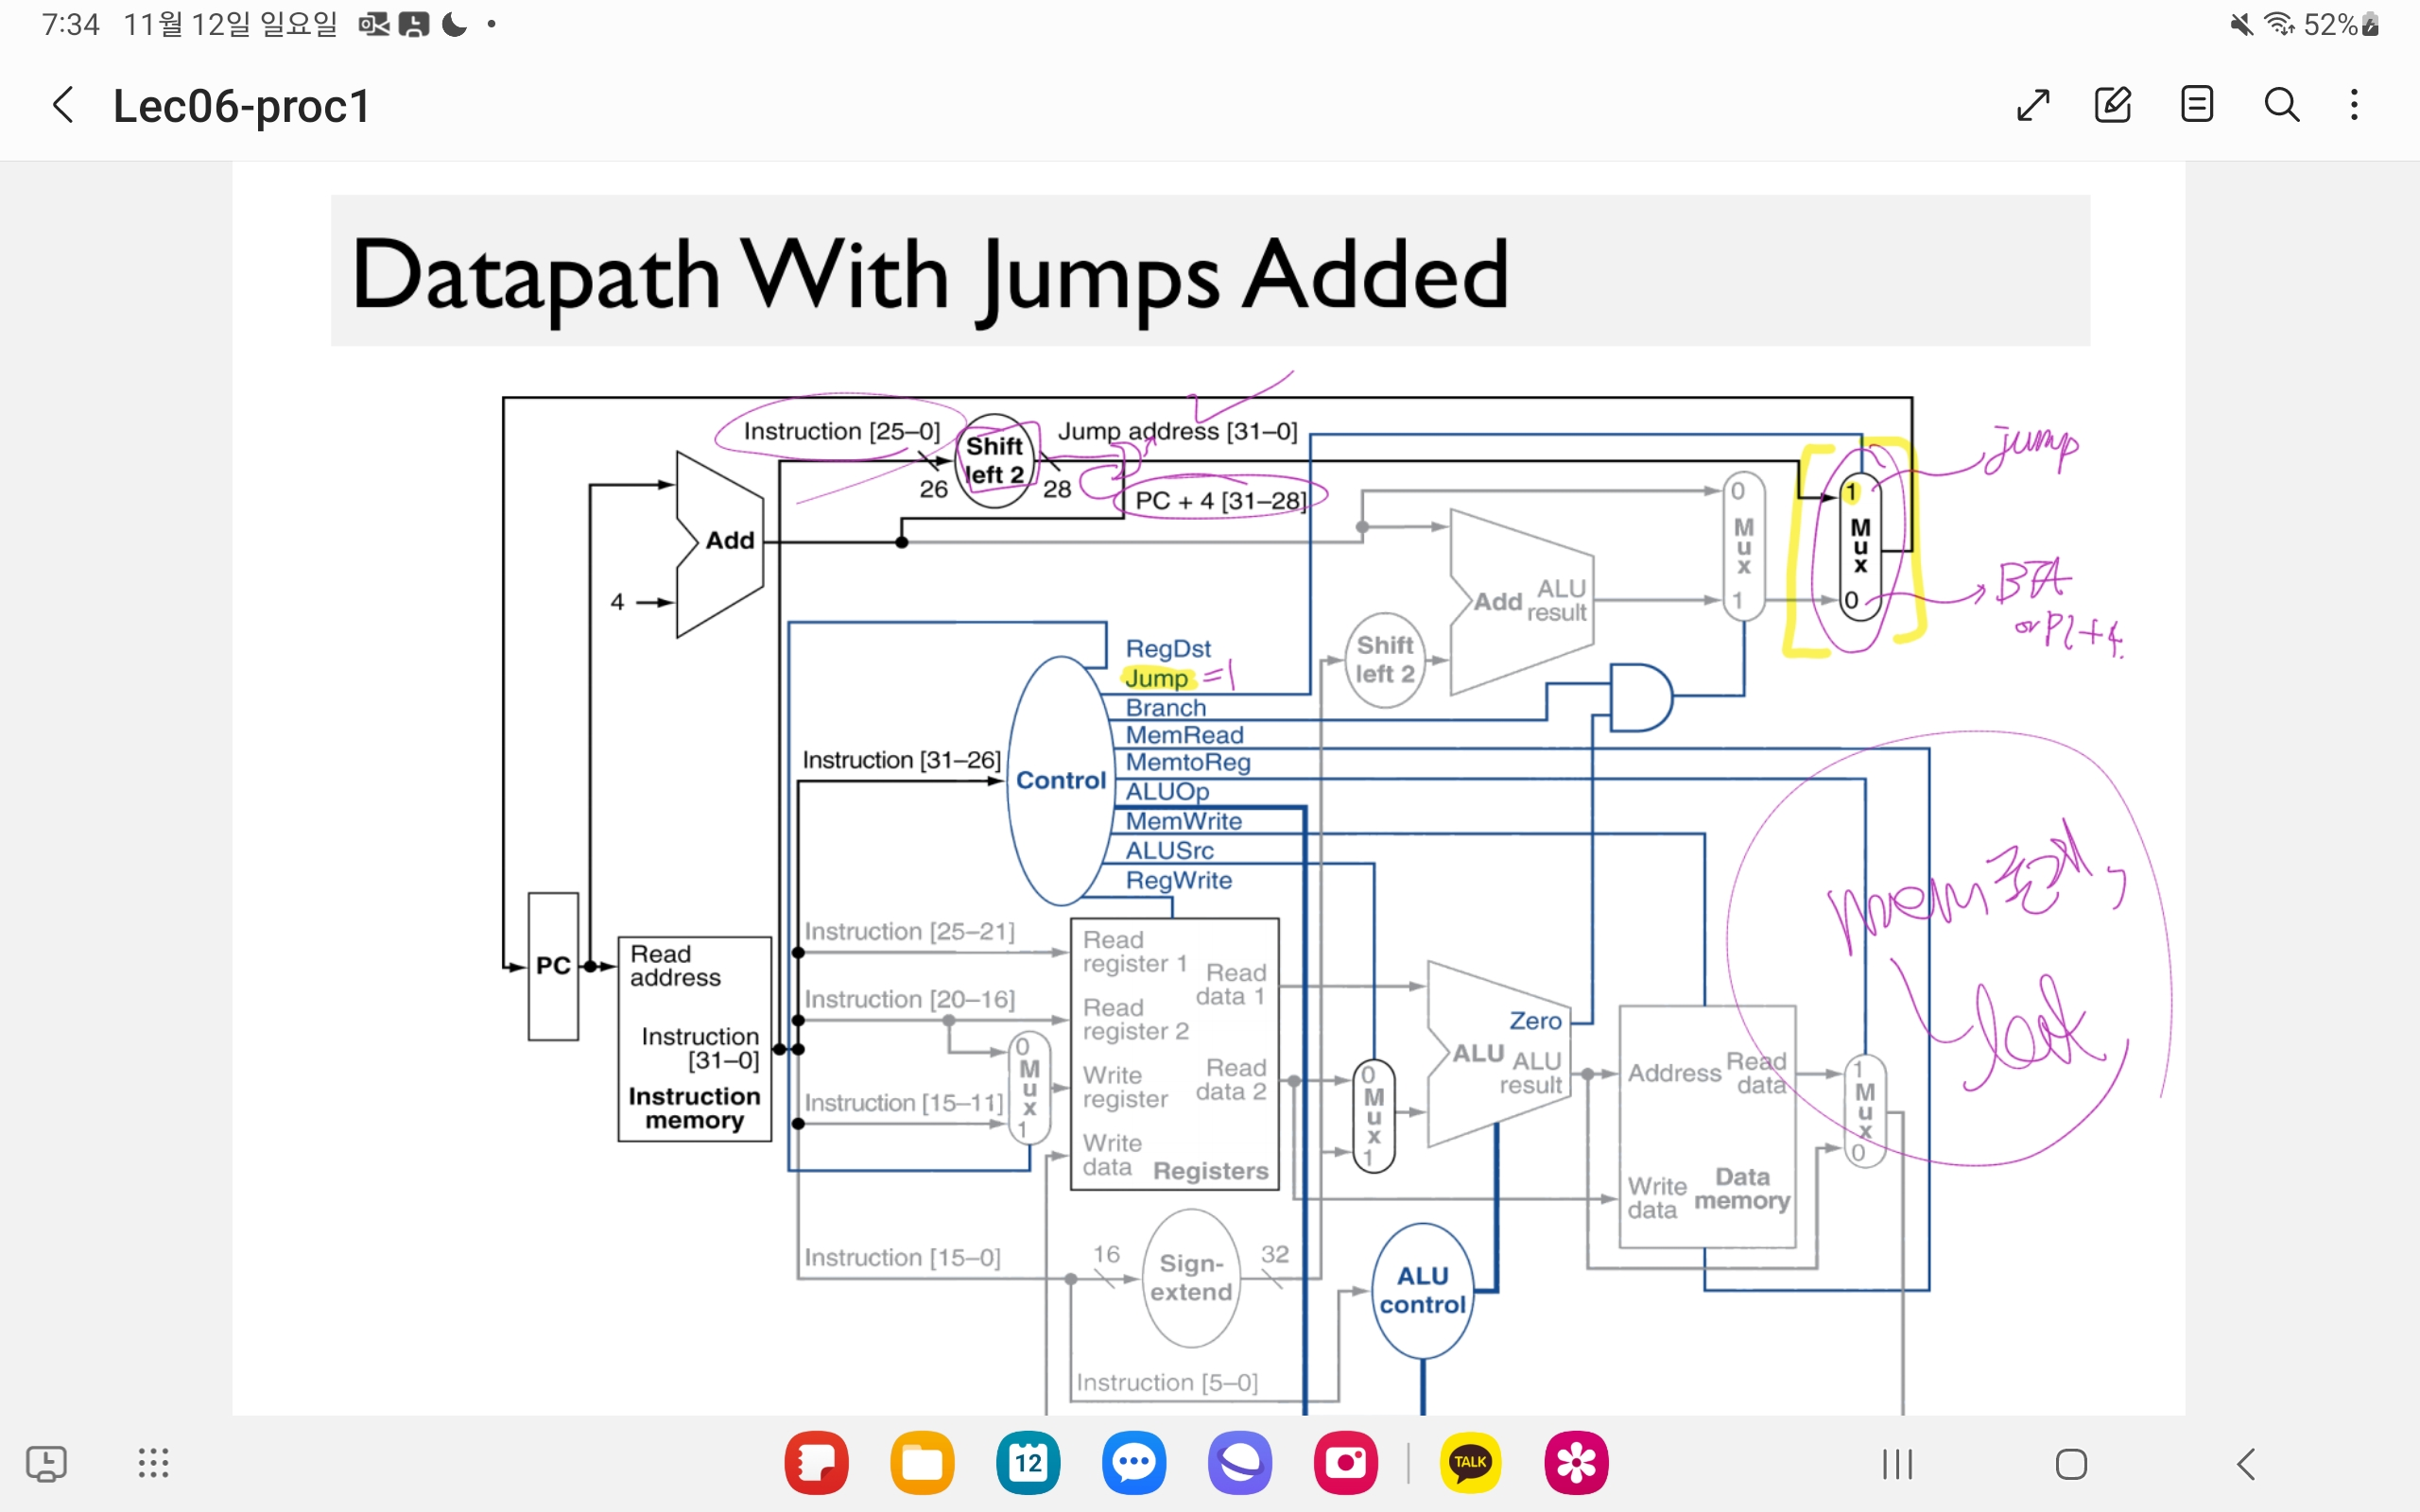 7:34 11월 12일 일요일
52%
Lec06-proc1
Datapath With Jumps Added
Instruction [25–0]
Shift
left 2
Jump address [31–0]
26
28
PC + 4 [31–28]
jump
Add
4
0
M
u
x
1
1
M
u
x
0
BTA
or PC+4.
Add
ALU
result
Shift
left 2
RegDst
Jump =1
Branch
MemRead
MemtoReg
ALUOp
MemWrite
ALUSrc
RegWrite
Instruction [31–26]
Control
PC
Read
address
Instruction
[31–0]
Instruction
memory
Instruction [25–21]
Instruction [20–16]
Instruction [15–11]
0
M
u
x
1
Read
register 1
Read
register 2
Write
register
Write
data
Read
data 1
Read
data 2
Registers
0
M
u
x
1
Zero
ALU
ALU
result
Address
Read
data
Write
data
Data
memory
1
M
u
x
0
mem
Instruction [15–0]
16
Sign-
extend
32
ALU
control
Instruction [5–0]
12
TALK